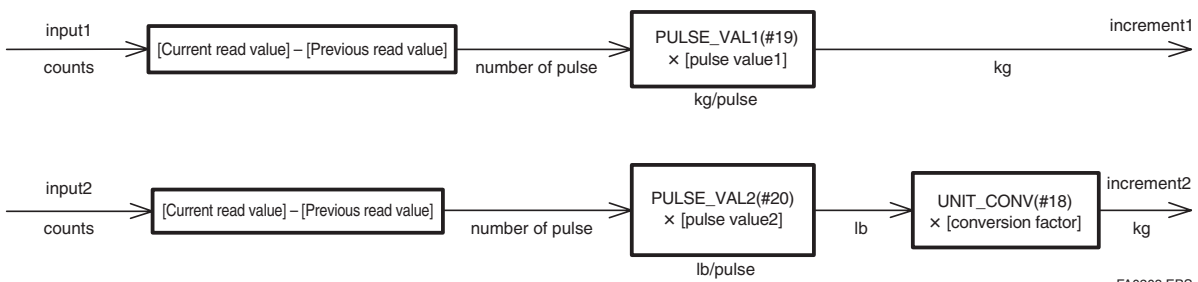 input1
counts
[Current read value] – [Previous read value]
number of pulse
PULSE_VAL1(#19)
× [pulse value1]
kg/pulse
increment1
kg
input2
counts
[Current read value] – [Previous read value]
number of pulse
PULSE_VAL2(#20)
× [pulse value2]
lb/pulse
lb
UNIT_CONV(#18)
× [conversion factor]
increment2
kg